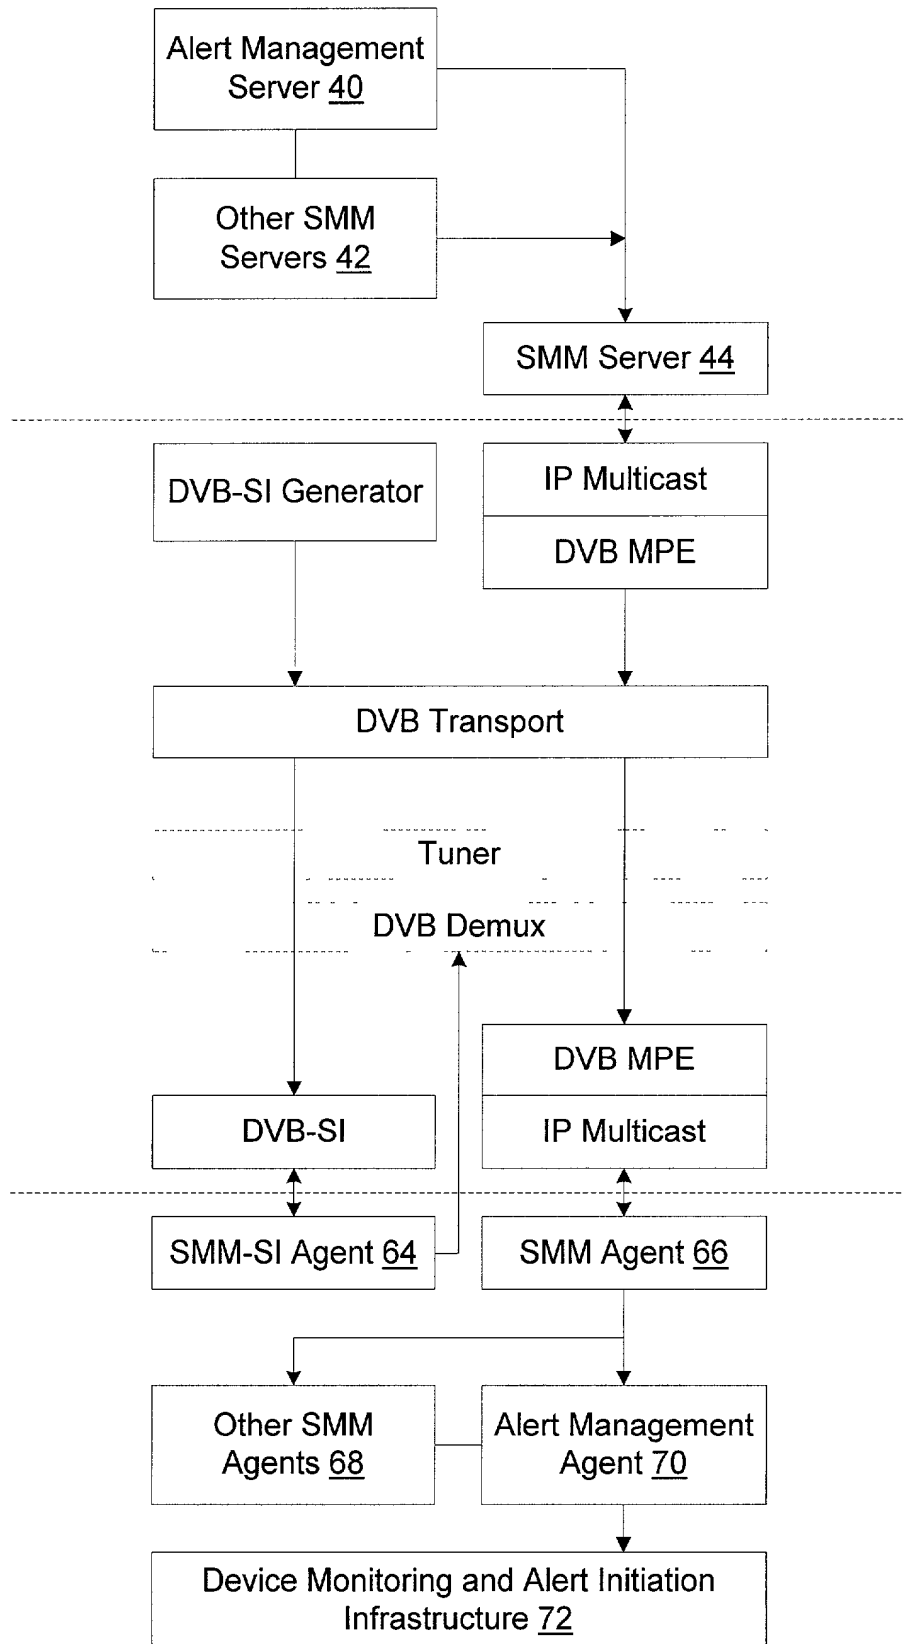 Alert Management
Server 40
Other SMM
Servers 42
SMM Server 44
DVB-SI Generator
IP Multicast
DVB MPE
DVB Transport
Tuner
DVB Demux
DVB MPE
DVB-SI
IP Multicast
SMM-SI Agent 64
SMM Agent 66
Other SMM
Agents 68
Alert Management
Agent 70
Device Monitoring and Alert Initiation
Infrastructure 72